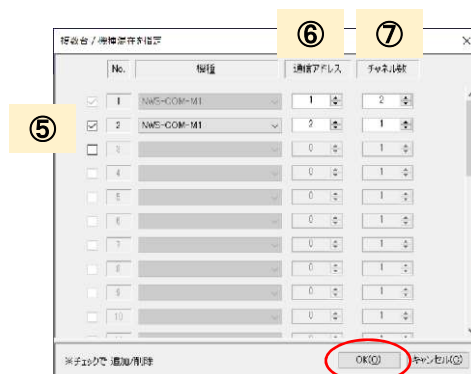 複数台/機種混在を指定
⑥ ⑦
No. 機種 通信アドレス チャネル数
1 NWS-COM-M1 1 2
⑤ 2 NWS-COM-M1 2 1
3 0 1
4 0 1
5 0 1
6 0 1
7 0 1
8 0 1
9 0 1
10 0 1
※チェックで 追加/削除 OK(O) キャンセル(C)